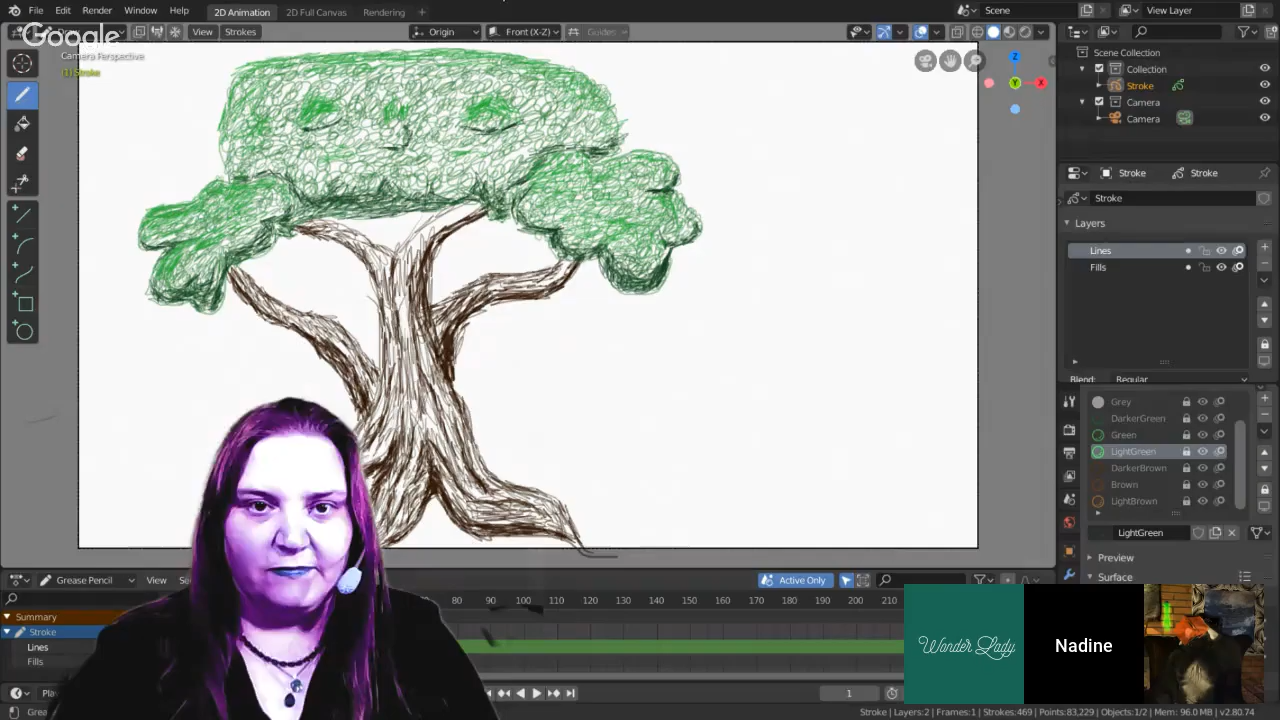 File Edit Render Window Help 2D Animation 2D Full Canvas Rendering + Scene View Layer
Google View Strokes Origin Front (X-Z) Guides
Camera Perspective
(1) Stroke
Scene Collection
Collection
Stroke
Camera
Camera
Stroke Stroke
Stroke
Layers
Lines
Fills
Blend: Regular
Grey
DarkerGreen
Green
LightGreen
DarkerBrown
Brown
LightBrown
LightGreen
Preview
Surface
Grease Pencil View Active Only
80 90 100 110 120 130 140 150 160 170 180 190 200 210
Summary
Stroke
Lines
Fills
Wonder Lady
Nadine
1
Stroke | Layers:2 | Frames:1 | Strokes:469 | Points:83,229 | Objects:1/2 | Mem: 96.0 MB | v2.80.74